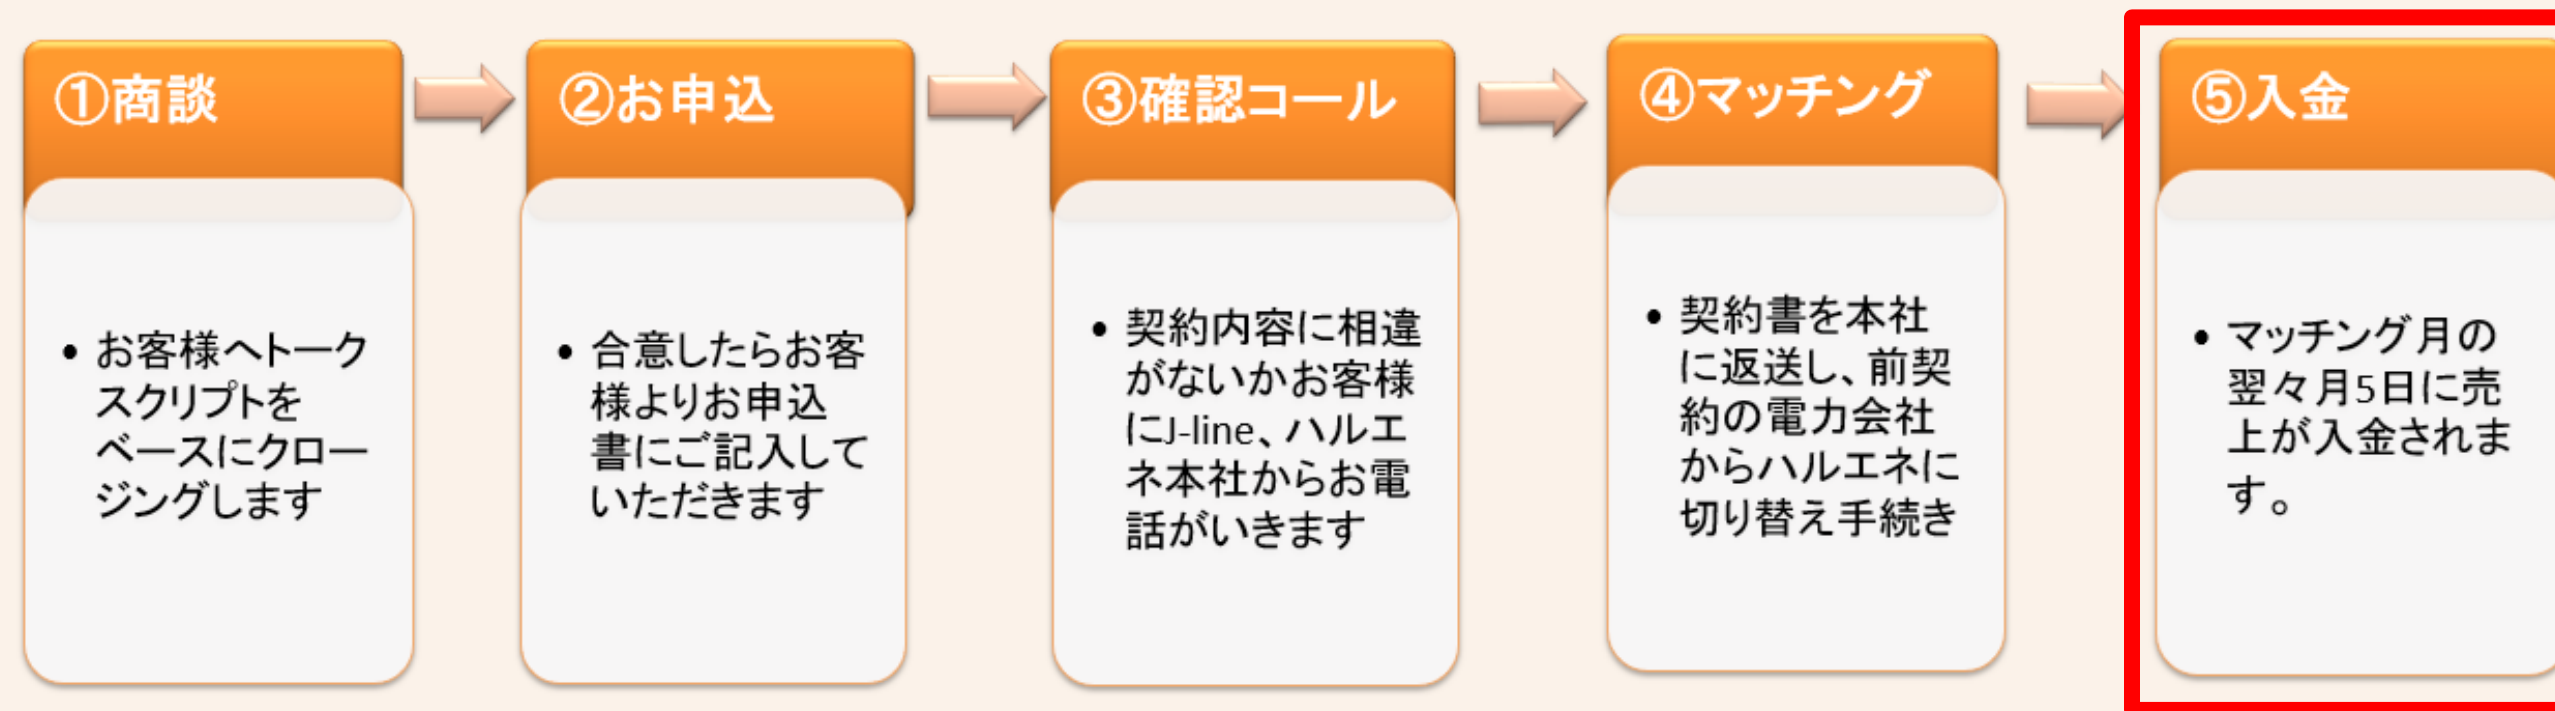 ①商談
• お客様へトーク
スクリプトを
ベースにクロー
ジングします
②お申込
• 合意したらお客
様よりお申込
書にご記入して
いただきます
③確認コール
• 契約内容に相違
がないかお客様
にJ-line、ハルエ
ネ本社からお電
話がいきます
④マッチング
• 契約書を本社
に返送し、前契
約の電力会社
からハルエネに
切り替え手続き
⑤入金
• マッチング月の
翌々月5日に売
上が入金されま
す。